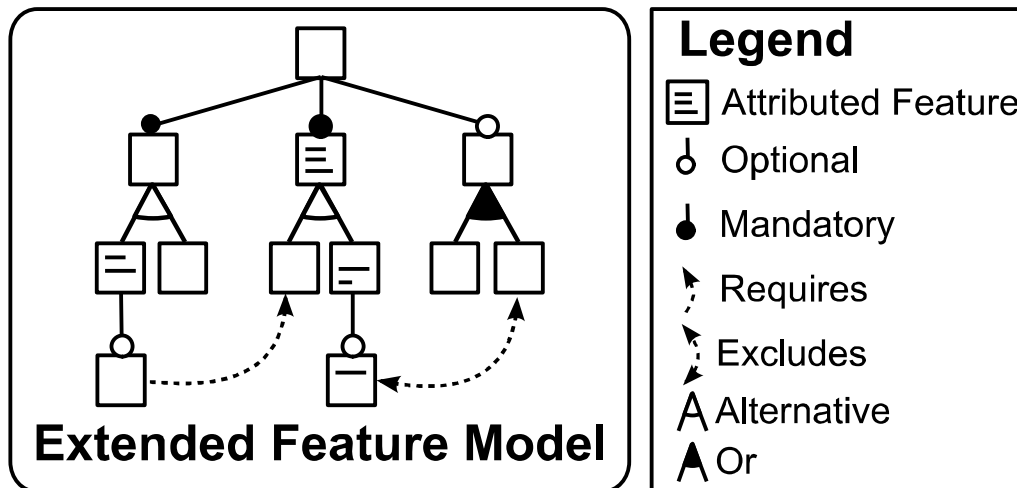 Extended Feature Model
Legend
Attributed Feature
Optional
Mandatory
Requires
Excludes
Alternative
Or